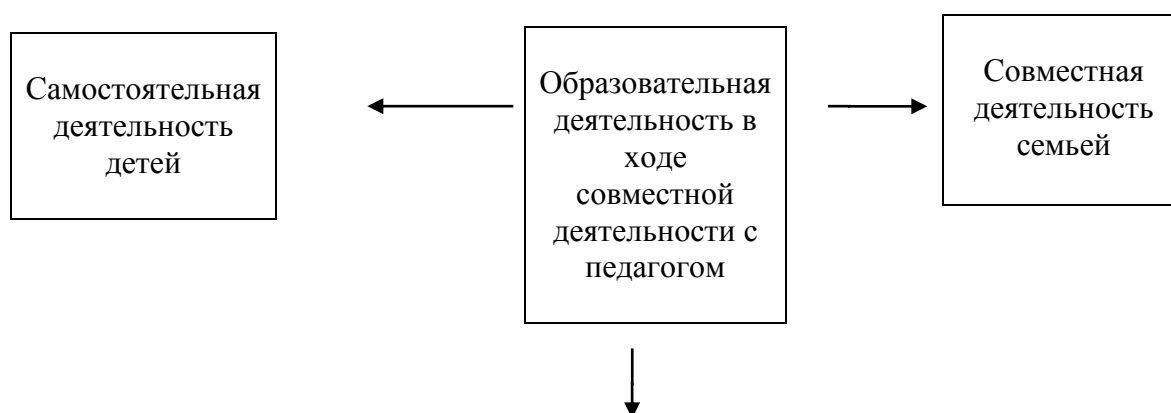 Самостоятельная
деятельность
детей
Образовательная
деятельность в
ходе
совместной
деятельности с
педагогом
Совместная
деятельность
семьей